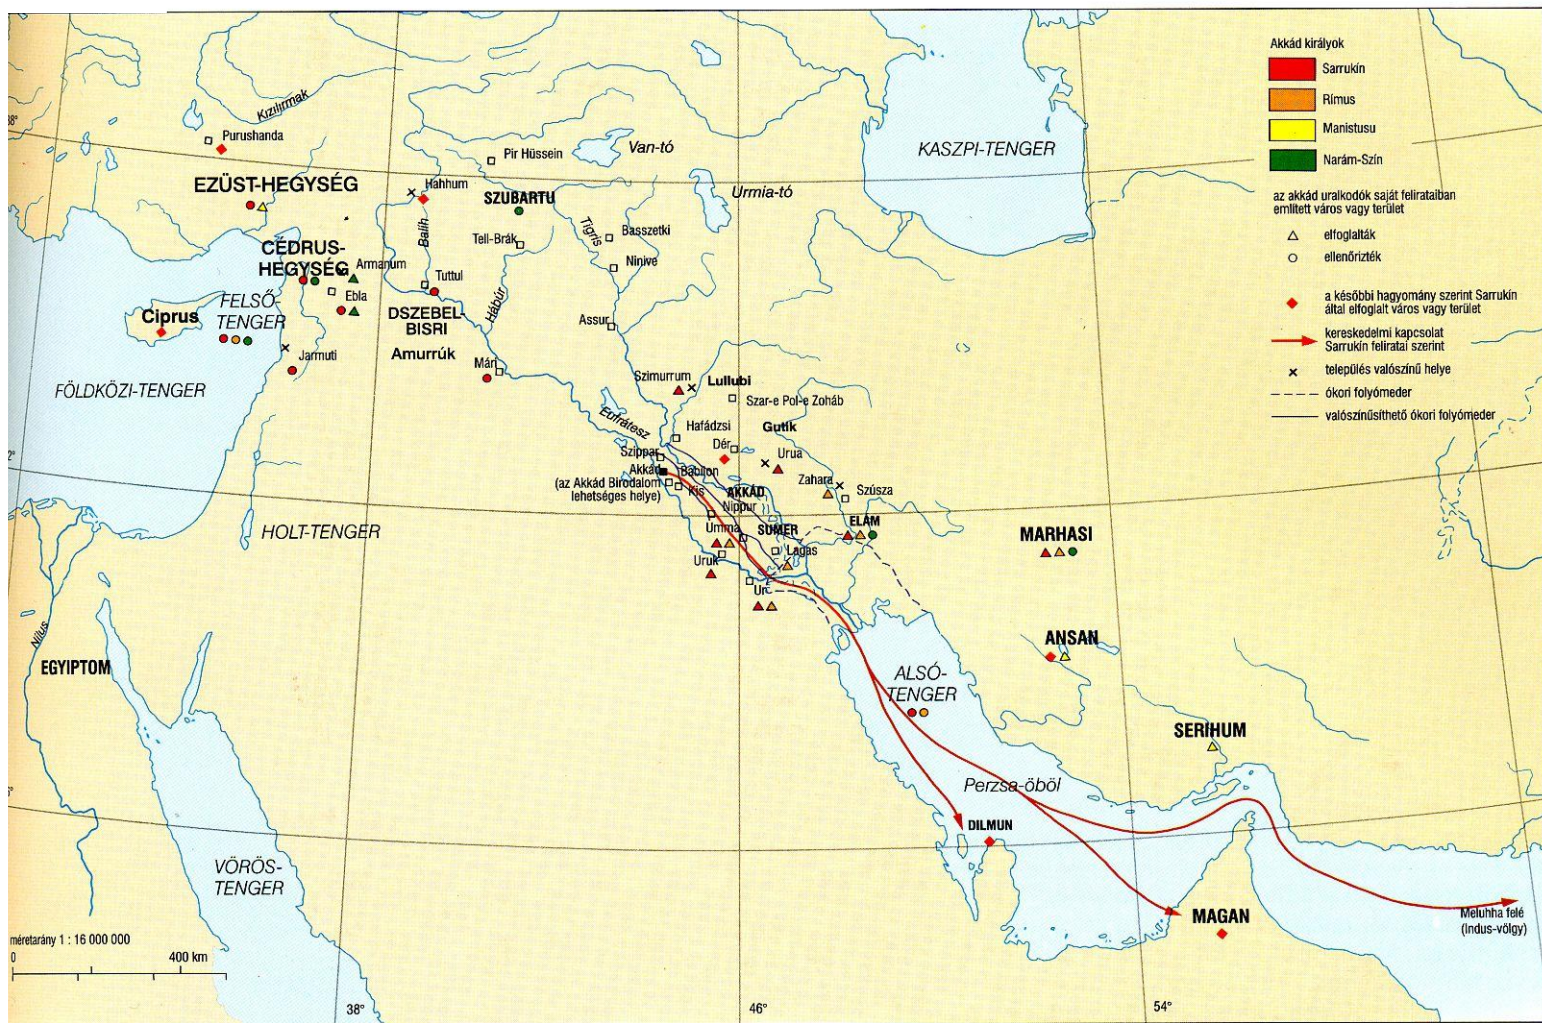 Akkád királyok
Sarrukín
Rímus
Manistusu
Narám-Szín
az akkád uralkodók saját felirataiban
említett város vagy terület
elfoglalták
ellenőrizték
a későbbi hagyomány szerint Sarrukín
által elfoglalt város vagy terület
kereskedelmi kapcsolat
Sarrukín feliratai szerint
település valószínű helye
ókori folyómeder
valószínűsíthető ókori folyómeder
Kızılırmak
Purushanda
EZÜST-HEGYSÉG
CÉDRUS-
HEGYSÉG
Armanum
Ebla
Ciprus
FELSŐ-
TENGER
Jarmuti
FÖLDKÖZI-TENGER
Pir Hüssein
Hahhum
SZUBARTU
Balíh
Tell-Brák
Tuttul
Hábúr
DSZEBEL-
BISRI
Amurrúk
Mári
Van-tó
Urmia-tó
KASZPI-TENGER
Tigris
Basszetki
Ninive
Assur
Szimurrum
Lullubi
Szar-e Pol-e Zoháb
Eufrátesz
Hafádzsi
Gutik
Dér
Urua
Szippar
Akkád
Babilon
(az Akkád Birodalom
lehetséges helye)
Kis
AKKÁD
Nippur
Zahara
Szúsza
Umma
SUMER
ELÁM
Uruk
Lagas
Ur
MARHASI
ANSAN
ALSÓ-
TENGER
SERIHUM
Perzsa-öböl
DILMUN
MAGAN
Meluhha felé
(Indus-völgy)
HOLT-TENGER
Nílus
EGYIPTOM
VÖRÖS-
TENGER
méretarány 1 : 16 000 000
0
400 km
38°
46°
54°